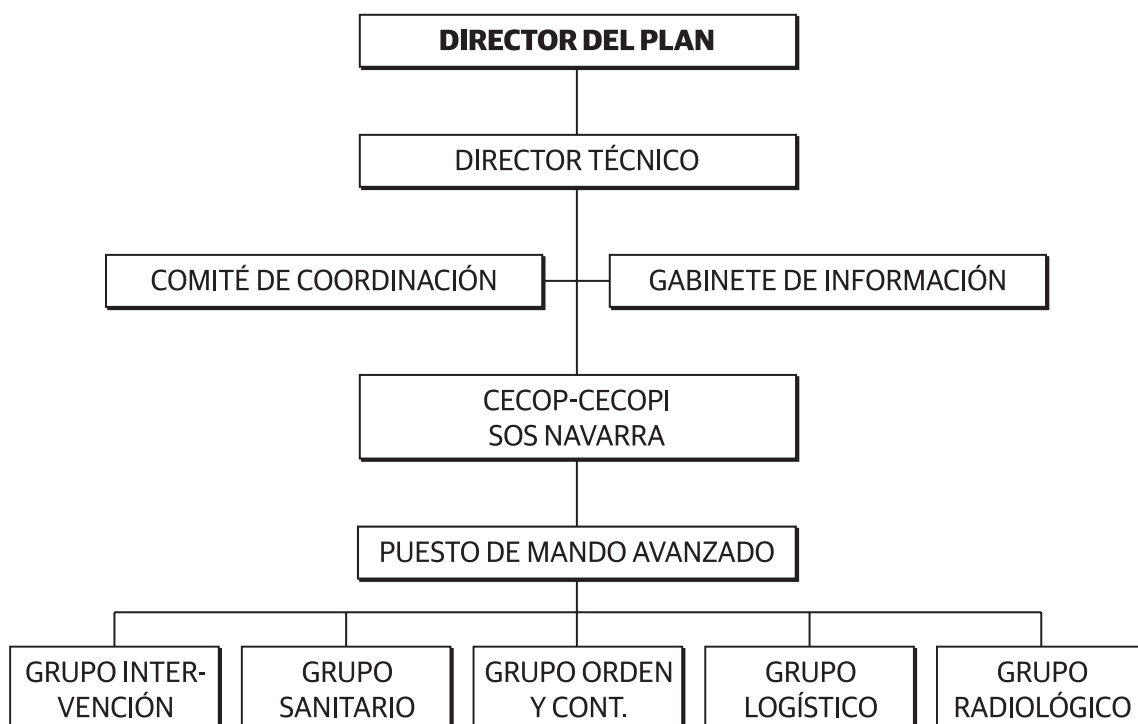 DIRECTOR DEL PLAN
DIRECTOR TÉCNICO
COMITÉ DE COORDINACIÓN
GABINETE DE INFORMACIÓN
CECOP-CECOPI
SOS NAVARRA
PUESTO DE MANDO AVANZADO
GRUPO INTER-
VENCIÓN
GRUPO
SANITARIO
GRUPO ORDEN
Y CONT.
GRUPO
LOGÍSTICO
GRUPO
RADIOLÓGICO